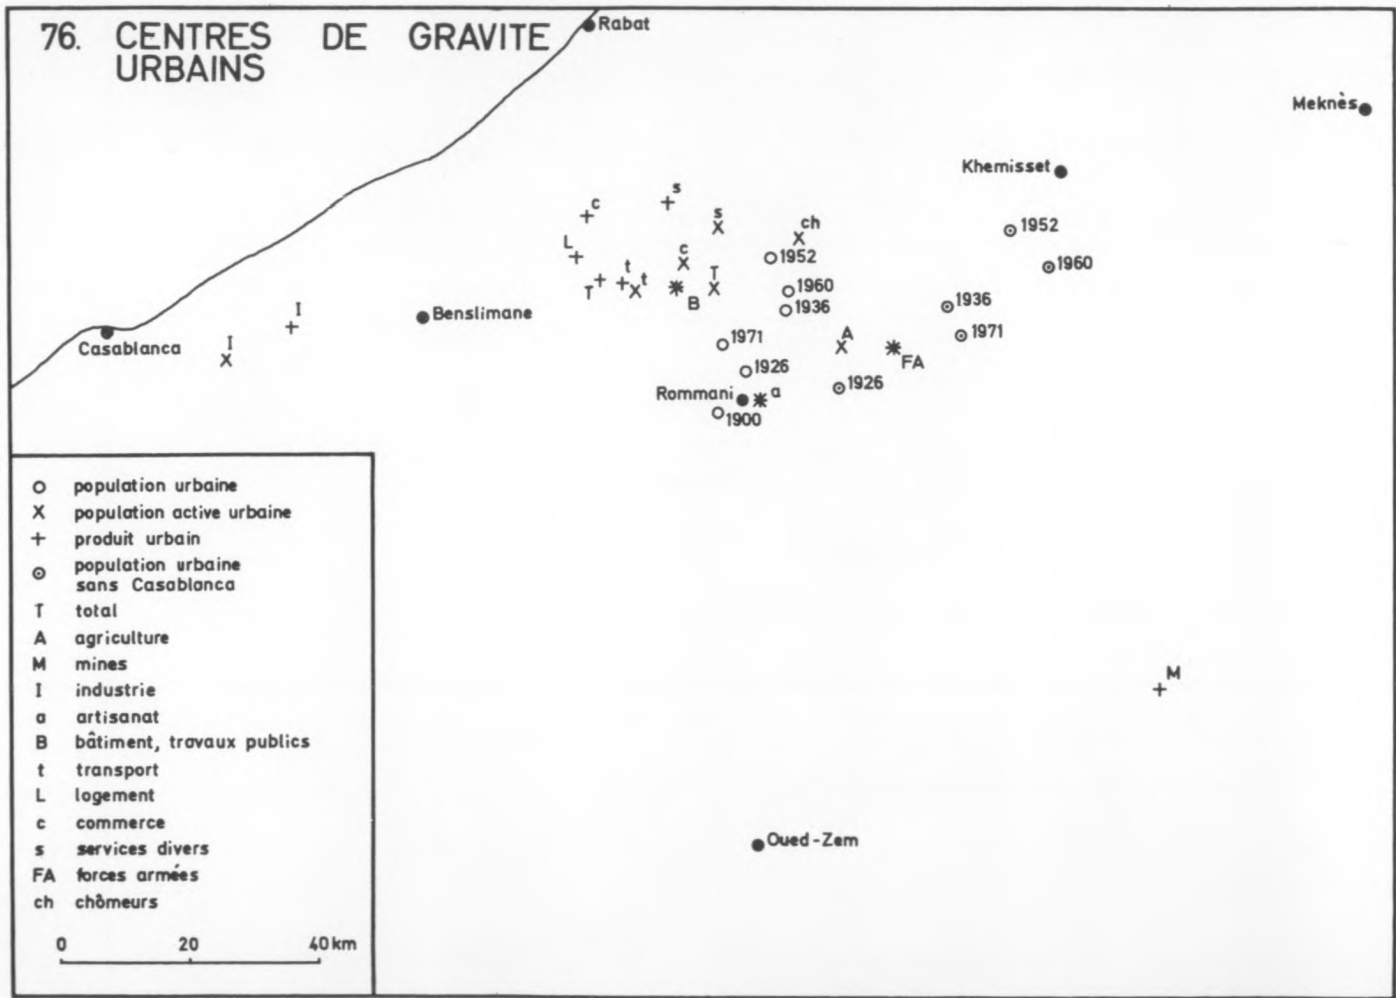 76. CENTRES DE GRAVITE
URBAINS
Rabat
Meknès
Khemisset
s
c
s
ch
1952
L
c
1952
T
t
t
T
1960
1960
I
B
1936
1936
Benslimane
Casablanca
I
1971
A
1971
FA
1926
1926
Rommani
a
1900
o population urbaine
x population active urbaine
+ produit urbain
⊙ population urbaine
sans Casablanca
T total
A agriculture
M mines
I industrie
a artisanat
B bâtiment, travaux publics
t transport
L logement
c commerce
s services divers
FA forces armées
ch chômeurs
0 20 40 km
M
Oued-Zem